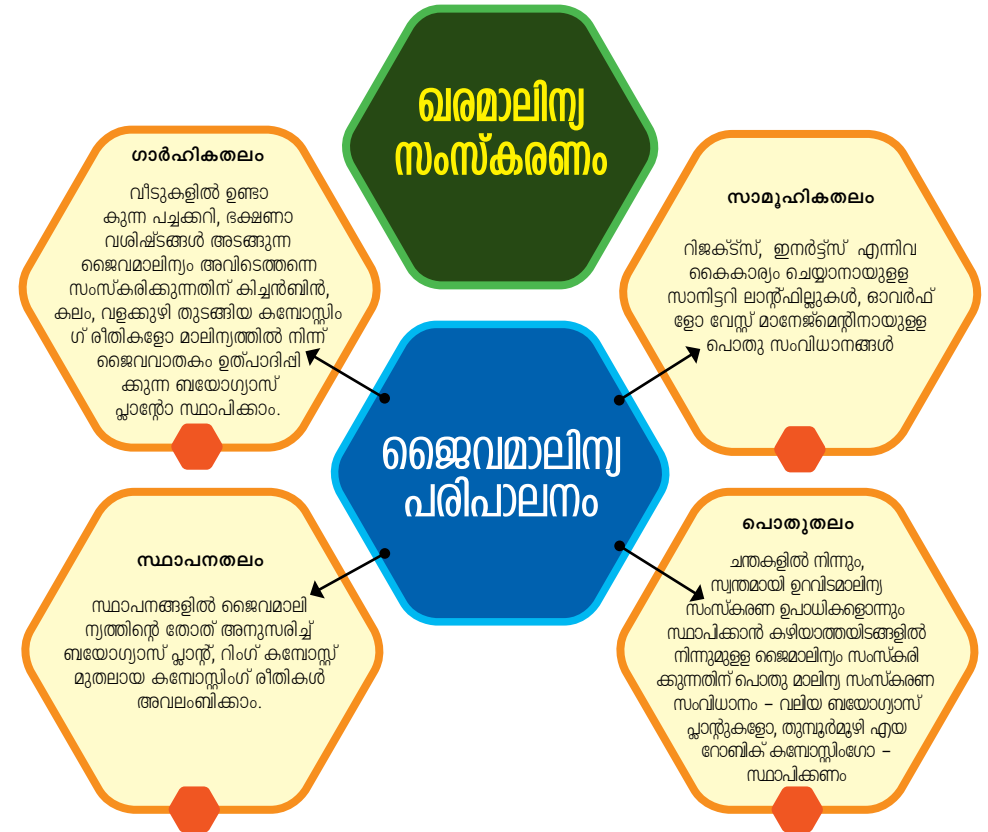 ഖരമാലിന്യ
സംസ്കരണം
ഗാർഹികതലം
വീടുകളിൽ ഉണ്ടാ
കുന്ന പച്ചക്കറി, ഭക്ഷണാ
വശിഷ്ടങ്ങൾ അടങ്ങുന്ന
ജൈവമാലിന്യം അവിടെത്തന്നെ
സംസ്കരിക്കുന്നതിന് കിച്ചൻബിൻ,
കലം, വളക്കുഴി തുടങ്ങിയ കമ്പോസ്റ്റിം
ഗ് രീതികളോ മാലിന്യത്തിൽ നിന്ന്
ജൈവവാതകം ഉത്പാദിപ്പി
ക്കുന്ന ബയോഗ്യാസ്
പ്ലാന്റോ സ്ഥാപിക്കാം.
സാമൂഹികതലം
റിജക്ട്സ്, ഇനർട്ട്സ് എന്നിവ
കൈകാര്യം ചെയ്യാനായുളള
സാനിട്ടറി ലാന്റ്ഫില്ലുകൾ, ഓവർഫ്
ളോ വേസ്റ്റ് മാനേജ്മെന്റിനായുളള
പൊതു സംവിധാനങ്ങൾ
ജൈവമാലിന്യ
പരിപാലനം
സ്ഥാപനതലം
സ്ഥാപനങ്ങളിൽ ജൈവമാലി
ന്യത്തിന്റെ തോത് അനുസരിച്ച്
ബയോഗ്യാസ് പ്ലാന്റ്, റിംഗ് കമ്പോസ്റ്റ്
മുതലായ കമ്പോസ്റ്റിംഗ് രീതികൾ
അവലംബിക്കാം.
പൊതുതലം
ചന്തകളിൽ നിന്നും,
സ്വന്തമായി ഉറവിടമാലിന്യ
സംസ്കരണ ഉപാധികളൊന്നും
സ്ഥാപിക്കാൻ കഴിയാത്തയിടങ്ങളിൽ
നിന്നുമുളള ജൈമാലിന്യം സംസ്കരി
ക്കുന്നതിന് പൊതു മാലിന്യ സംസ്കരണ
സംവിധാനം – വലിയ ബയോഗ്യാസ്
പ്ലാന്റുകളോ, തുമ്പൂർമുഴി എയ
റോബിക് കമ്പോസ്റ്റിംഗോ –
സ്ഥാപിക്കണം